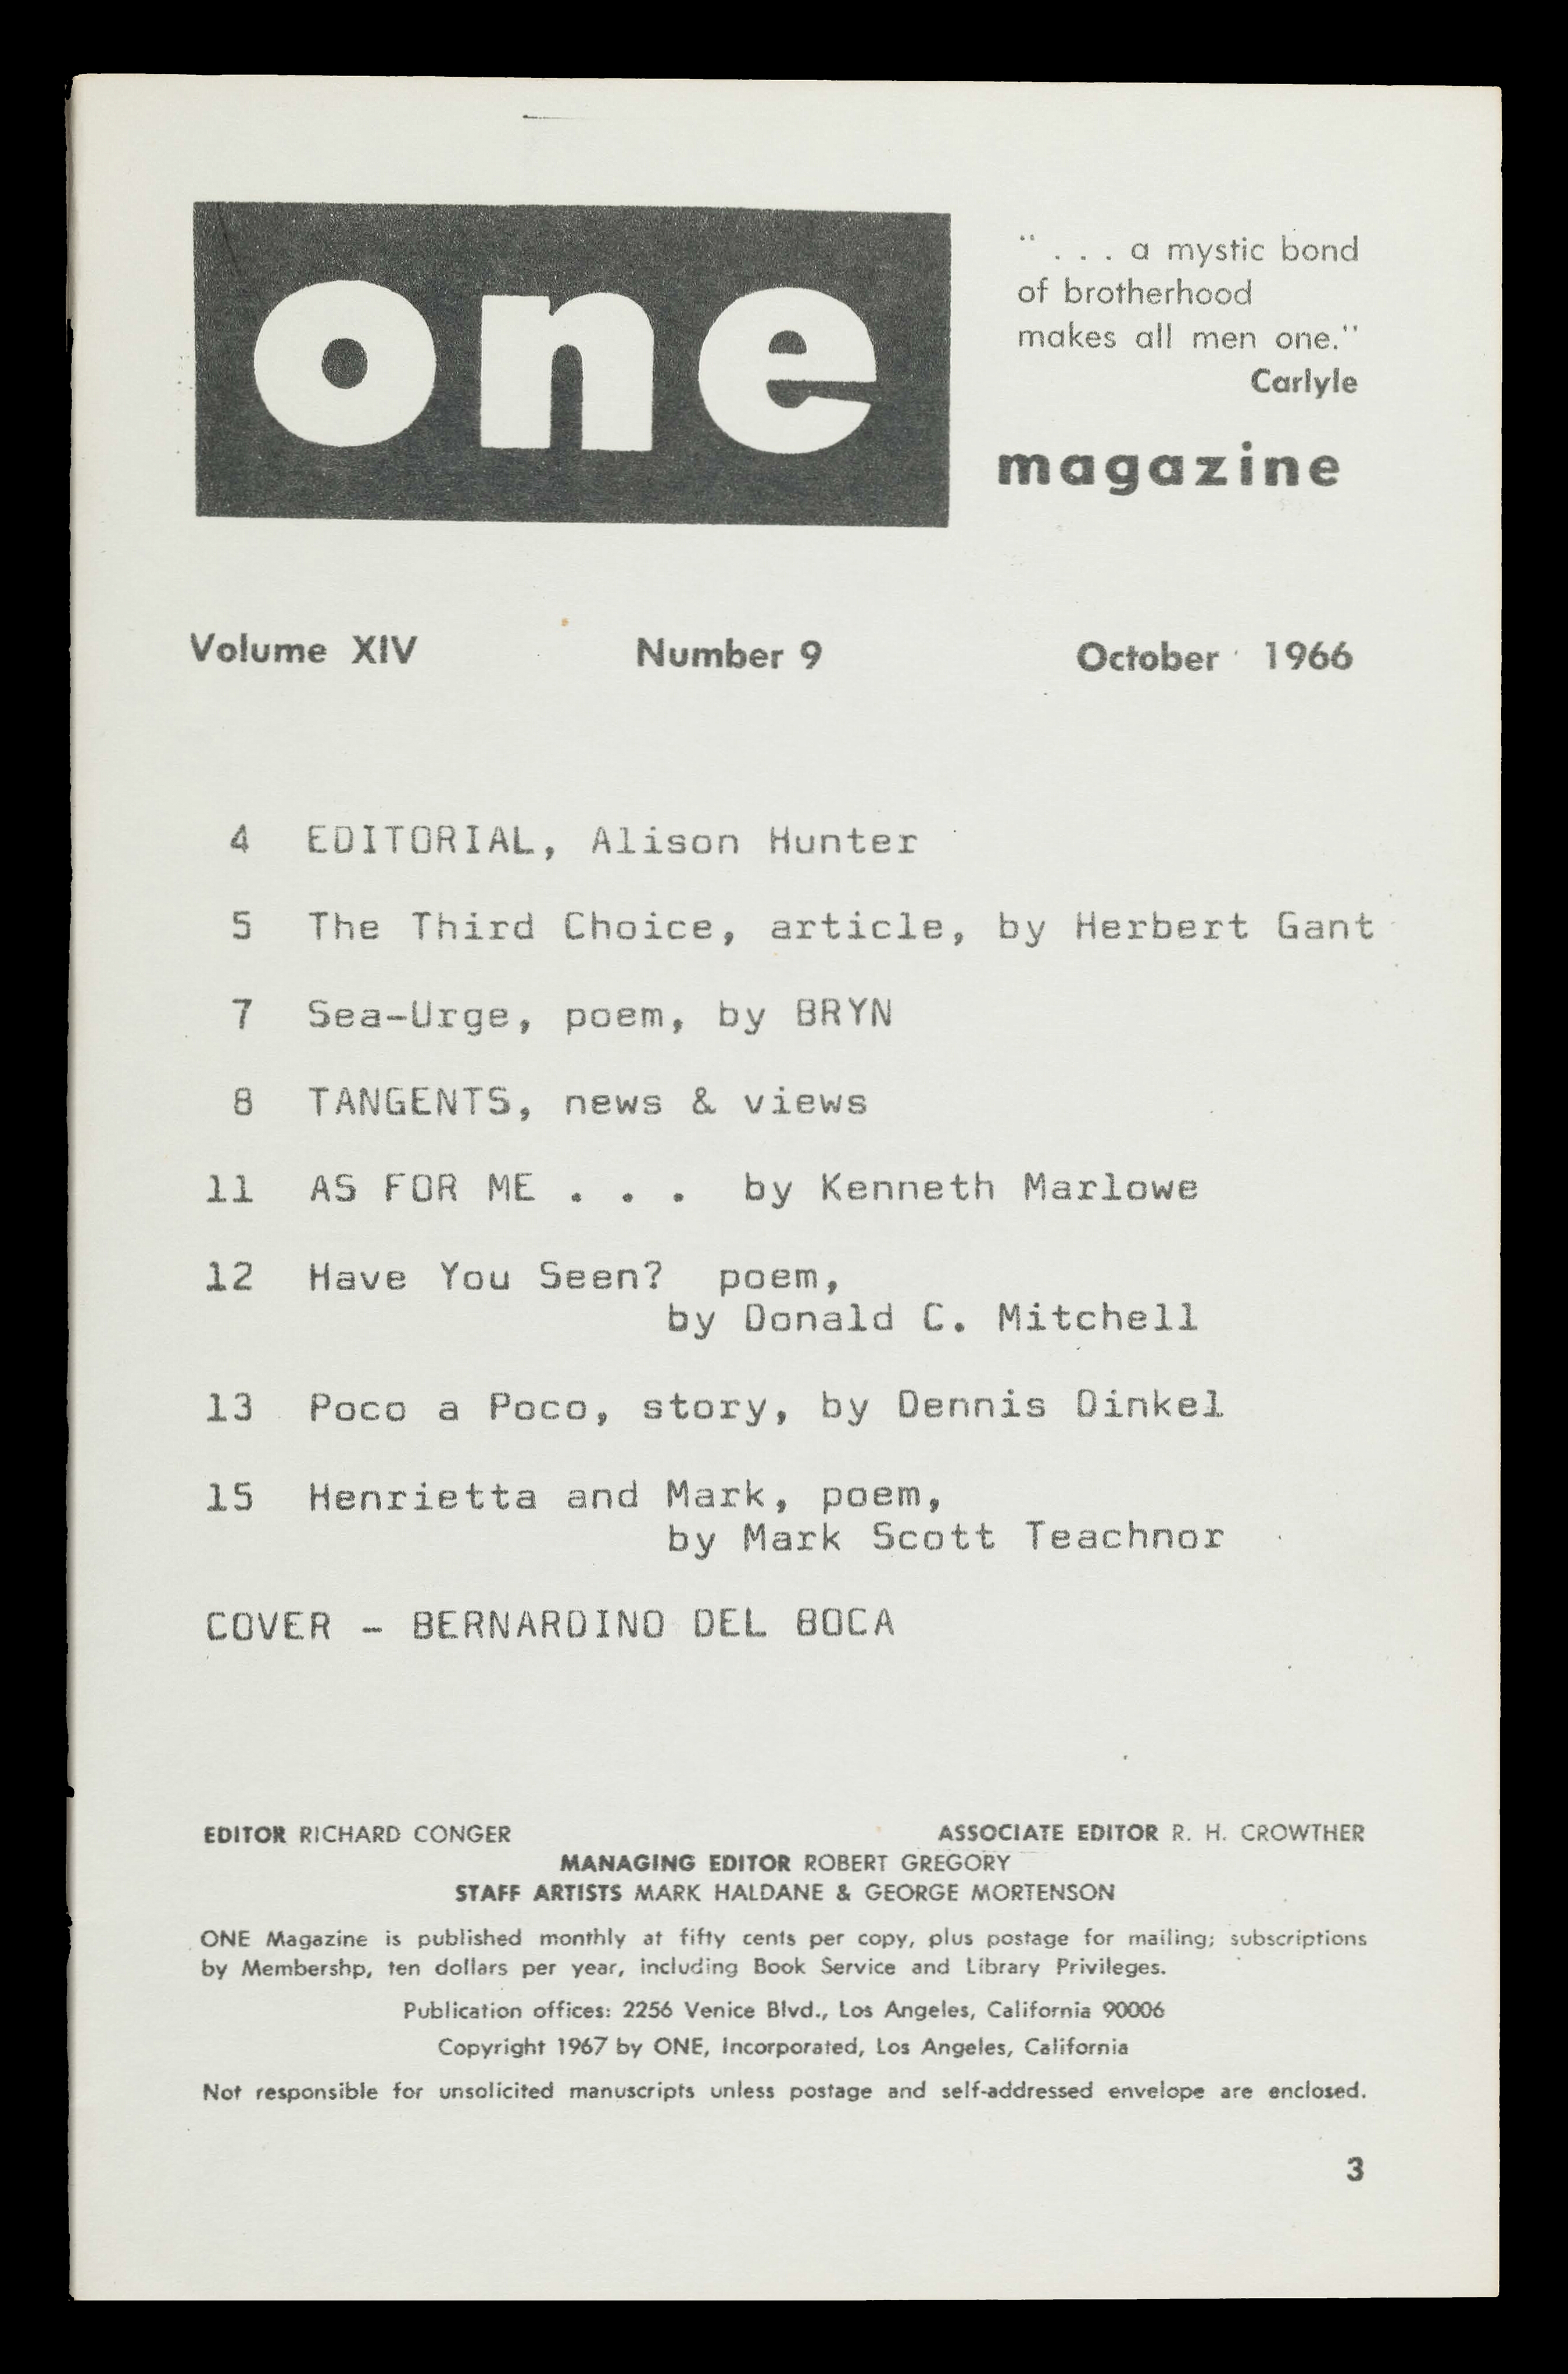 one
" . . . a mystic bond
of brotherhood
makes all men one."
Carlyle
magazine
Volume XIV Number 9 October 1966
4 EDITORIAL, Alison Hunter
5 The Third Choice, article, by Herbert Gant
7 Sea-Urge, poem, by BRYN
8 TANGENTS, news & views
11 AS FOR ME . . . by Kenneth Marlowe
12 Have You Seen? poem,
by Donald C. Mitchell
13 Poco a Poco, story, by Dennis Dinkel
15 Henrietta and Mark, poem,
by Mark Scott Teachnor
COVER - BERNARDINO DEL BOCA
EDITOR RICHARD CONGER ASSOCIATE EDITOR R. H. CROWTHER
MANAGING EDITOR ROBERT GREGORY
STAFF ARTISTS MARK HALDANE & GEORGE MORTENSON
ONE Magazine is published monthly at fifty cents per copy, plus postage for mailing; subscriptions
by Membershp, ten dollars per year, including Book Service and Library Privileges.
Publication offices: 2256 Venice Blvd., Los Angeles, California 90006
Copyright 1967 by ONE, Incorporated, Los Angeles, California
Not responsible for unsolicited manuscripts unless postage and self-addressed envelope are enclosed.
3